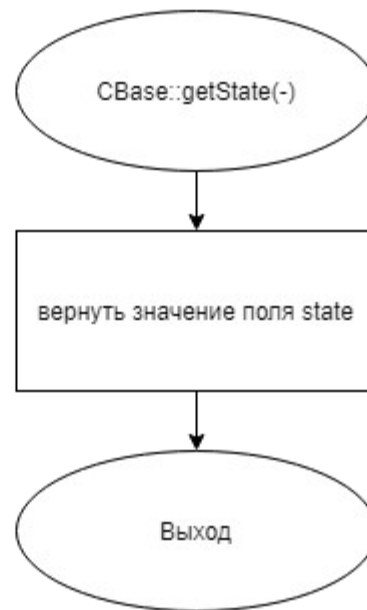 CBase::getState(-)
вернуть значение поля state
Выход